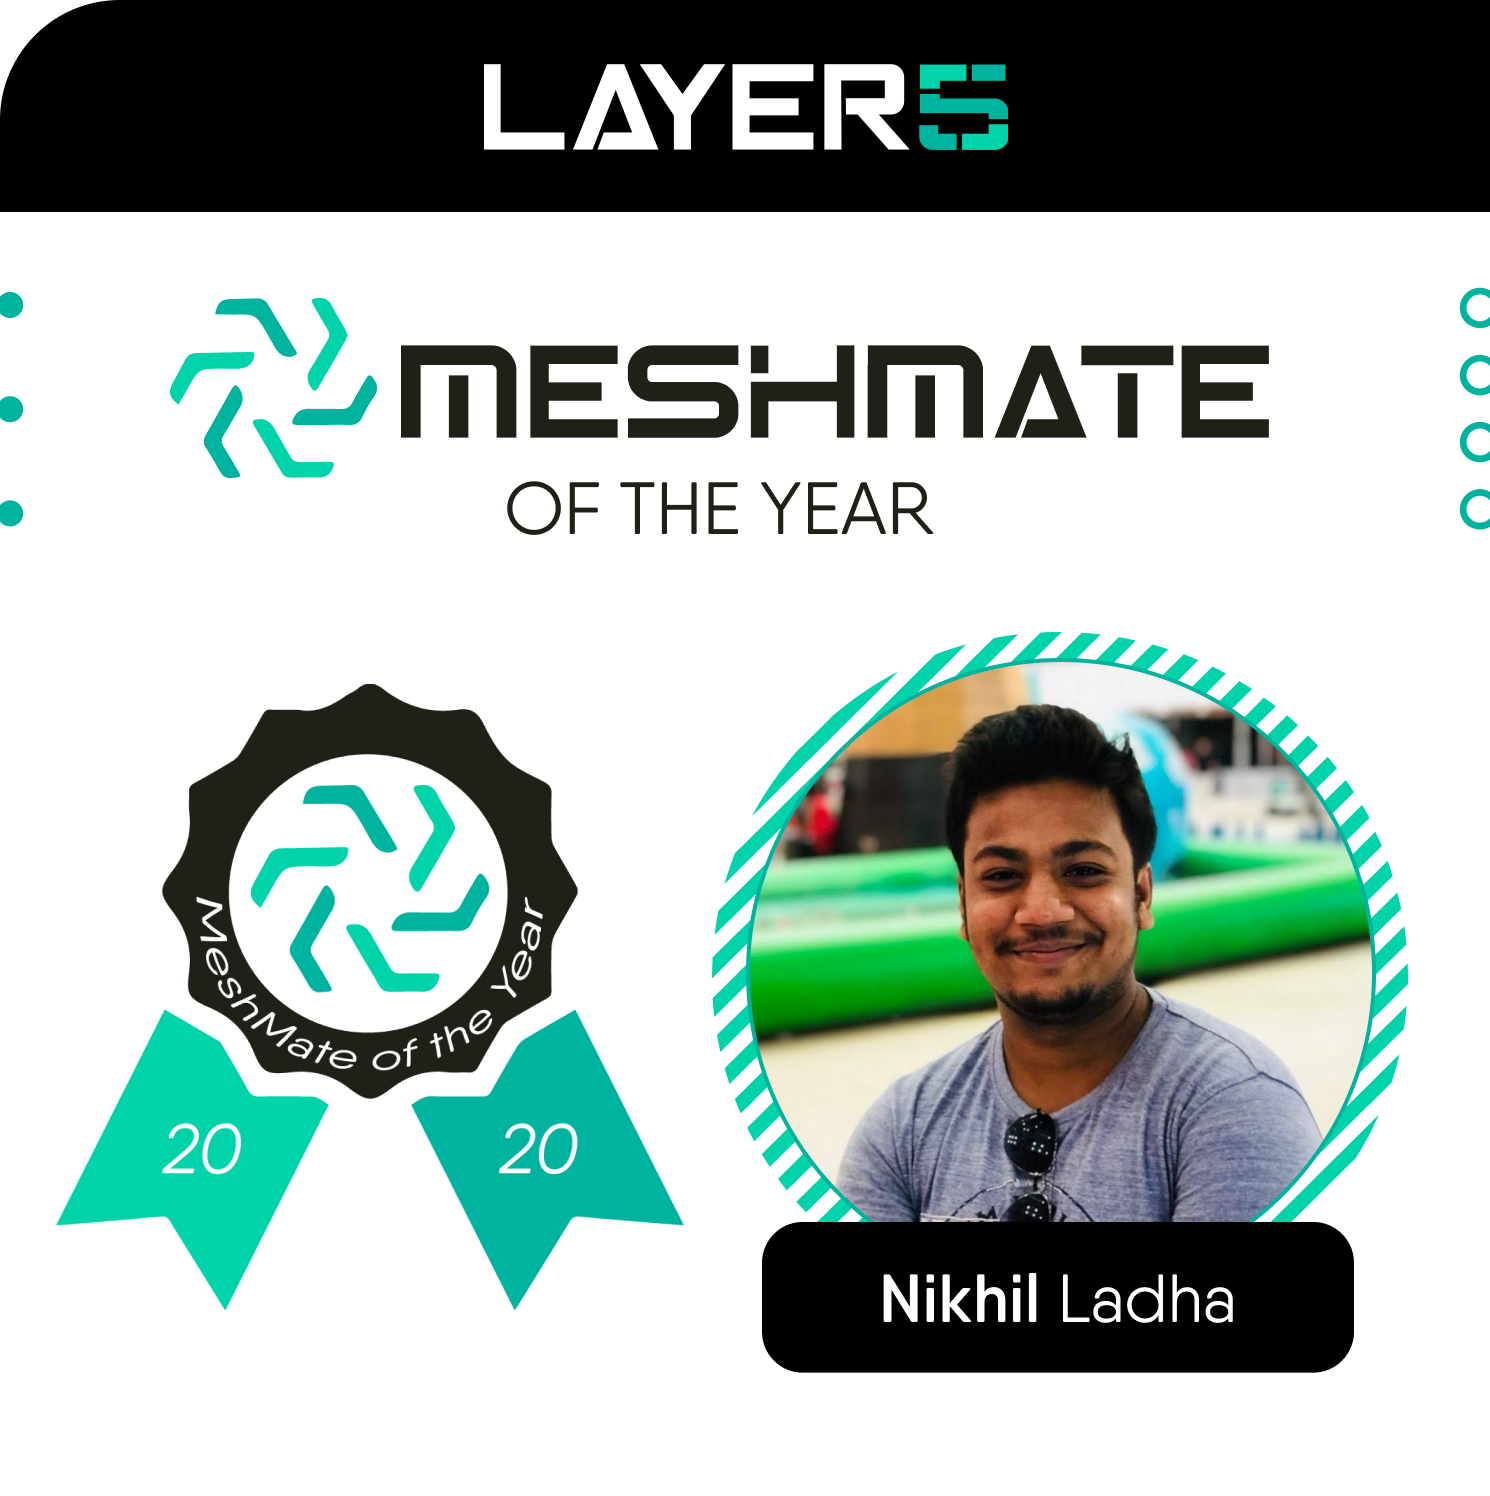 LAYER5
MESHMATE
OF THE YEAR
MeshMate of the Year
20 20
Nikhil Ladha